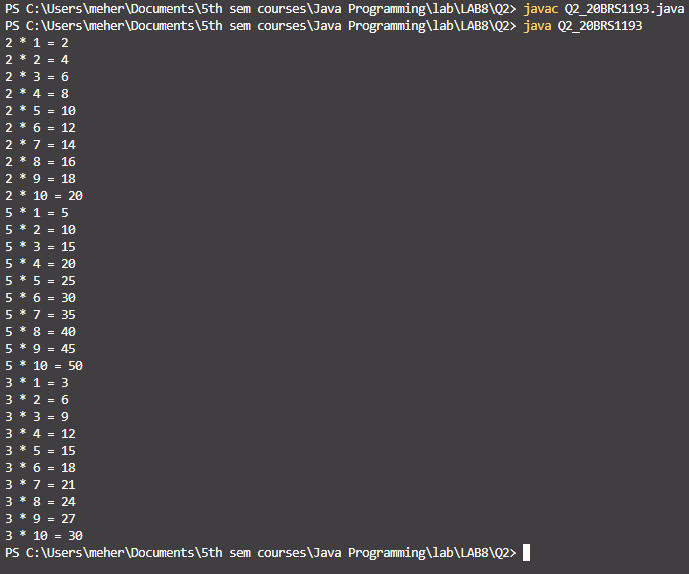 PS C:\Users\meher\Documents\5th sem courses\Java Programming\lab\LAB8\Q2> javac Q2_20BRS1193.java
PS C:\Users\meher\Documents\5th sem courses\Java Programming\lab\LAB8\Q2> java Q2_20BRS1193
2 * 1 = 2
2 * 2 = 4
2 * 3 = 6
2 * 4 = 8
2 * 5 = 10
2 * 6 = 12
2 * 7 = 14
2 * 8 = 16
2 * 9 = 18
2 * 10 = 20
5 * 1 = 5
5 * 2 = 10
5 * 3 = 15
5 * 4 = 20
5 * 5 = 25
5 * 6 = 30
5 * 7 = 35
5 * 8 = 40
5 * 9 = 45
5 * 10 = 50
3 * 1 = 3
3 * 2 = 6
3 * 3 = 9
3 * 4 = 12
3 * 5 = 15
3 * 6 = 18
3 * 7 = 21
3 * 8 = 24
3 * 9 = 27
3 * 10 = 30
PS C:\Users\meher\Documents\5th sem courses\Java Programming\lab\LAB8\Q2>